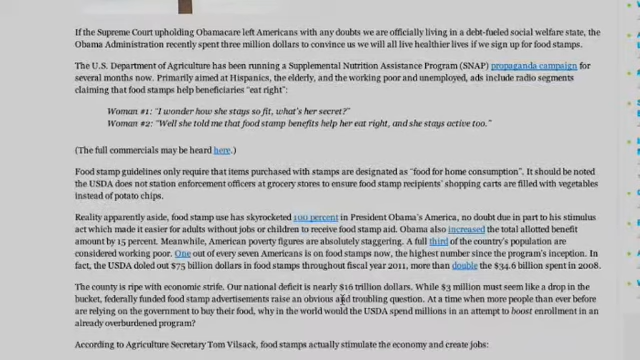 If the Supreme Court upholding Obamacare left Americans with any doubts we are officially living in a debt-fueled social welfare state, the
Obama Administration recently spent three million dollars to convince us we will all live healthier lives if we sign up for food stamps.
The U.S. Department of Agriculture has been running a Supplemental Nutrition Assistance Program (SNAP) propaganda campaign for
several months now. Primarily aimed at Hispanics, the elderly, and the working poor and unemployed, ads include radio segments
claiming that food stamps help beneficiaries "eat right":
Woman #1: "I wonder how she stays so fit, what's her secret?"
Woman #2: "Well she told me that food stamp benefits help her eat right, and she stays active too."
(The full commercials may be heard here.)
Food stamp guidelines only require that items purchased with stamps are designated as "food for home consumption". It should be noted
the USDA does not station enforcement officers at grocery stores to ensure food stamp recipients' shopping carts are filled with vegetables
instead of potato chips.
Reality apparently aside, food stamp use has skyrocketed 100 percent in President Obama's America, no doubt due in part to his stimulus
act which made it easier for adults without jobs or children to receive food stamp aid. Obama also increased the total allotted benefit
amount by 15 percent. Meanwhile, American poverty figures are absolutely staggering. A full third of the country's population are
considered working poor. One out of every seven Americans is on food stamps now, the highest number since the program's inception. In
fact, the USDA doled out $75 billion dollars in food stamps throughout fiscal year 2011, more than double the $34.6 billion spent in 2008.
The county is ripe with economic strife. Our national deficit is nearly $16 trillion dollars. While $3 million must seem like a drop in the
bucket, federally funded food stamp advertisements raise an obvious and troubling question. At a time when more people than ever before
are relying on the government to buy their food, why in the world would the USDA spend millions in an attempt to boost enrollment in an
already overburdened program?
According to Agriculture Secretary Tom Vilsack, food stamps actually stimulate the economy and create jobs: